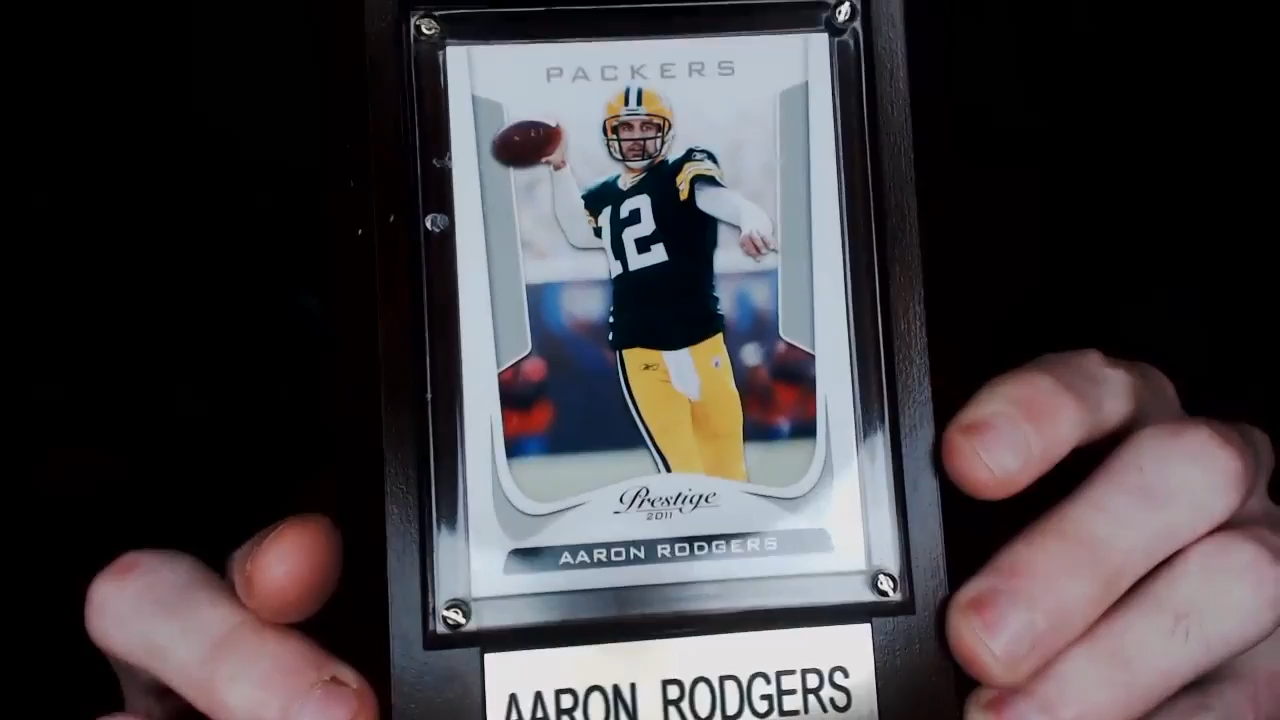 PACKERS
12
Prestige
2011
AARON RODGERS
AARON RODGERS